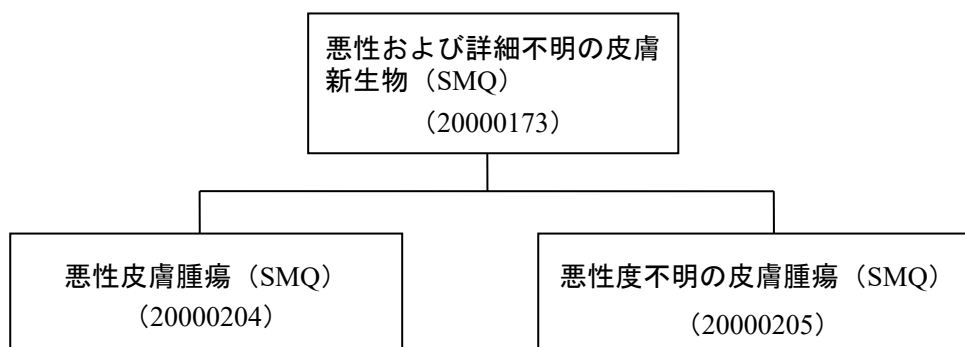 悪性および詳細不明の皮膚
新生物（SMQ）
（20000173）
悪性皮膚腫瘍（SMQ）
（20000204）
悪性度不明の皮膚腫瘍（SMQ）
（20000205）